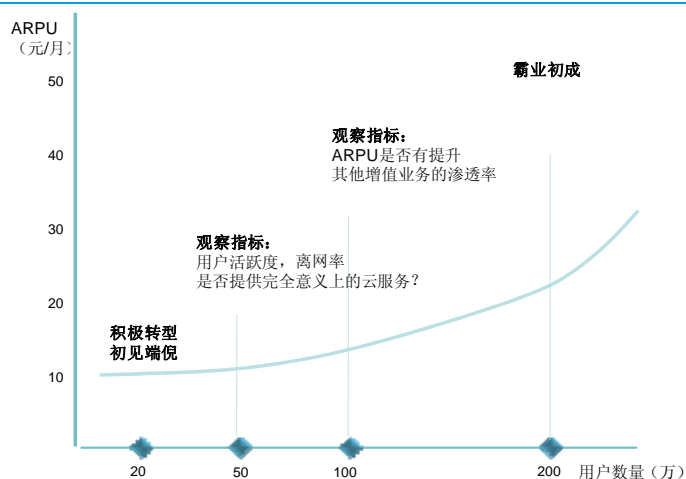 ARPU
（元/月）
50
霸业初成
观察指标：
40
ARPU是否有提升
其他增值业务的渗透率
30
观察指标：
用户活跃度，离网率
是否提供完全意义上的云服务？
20
积极转型
初见端倪
10
20
50
100
200
用户数量（万）